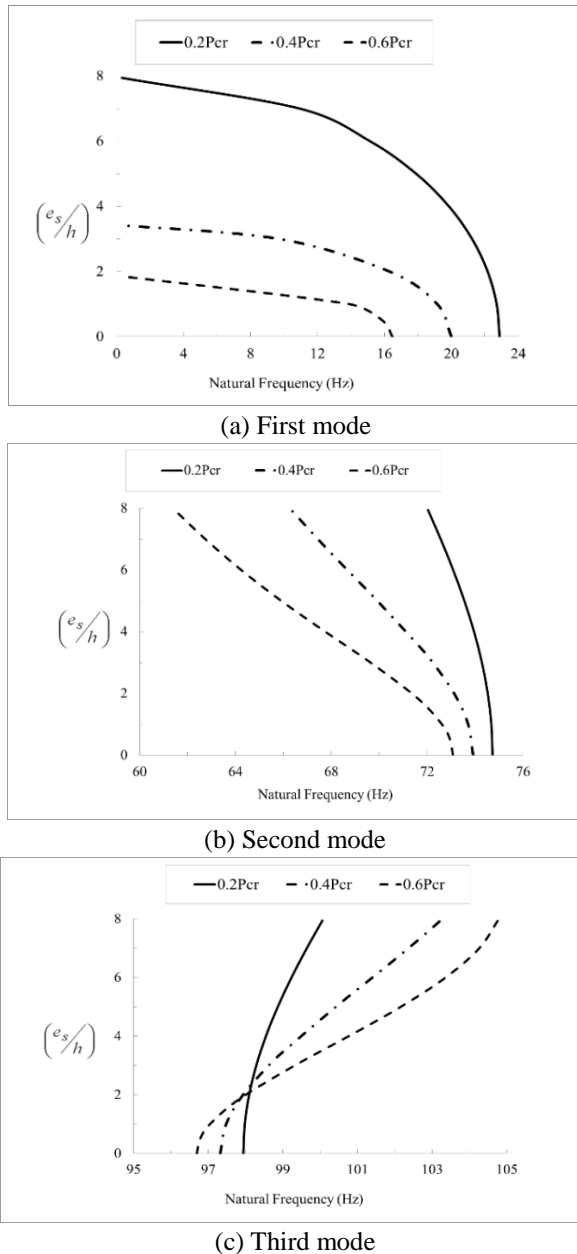 0.2Pcr 0.4Pcr 0.6Pcr
8
6
4
2
0
(e_s/h)
0 4 8 12 16 20 24
Natural Frequency (Hz)
(a) First mode
0.2Pcr 0.4Pcr 0.6Pcr
8
6
4
2
0
(e_s/h)
60 64 68 72 76
Natural Frequency (Hz)
(b) Second mode
0.2Pcr 0.4Pcr 0.6Pcr
8
6
4
2
0
(e_s/h)
95 97 99 101 103 105
Natural Frequency (Hz)
(c) Third mode